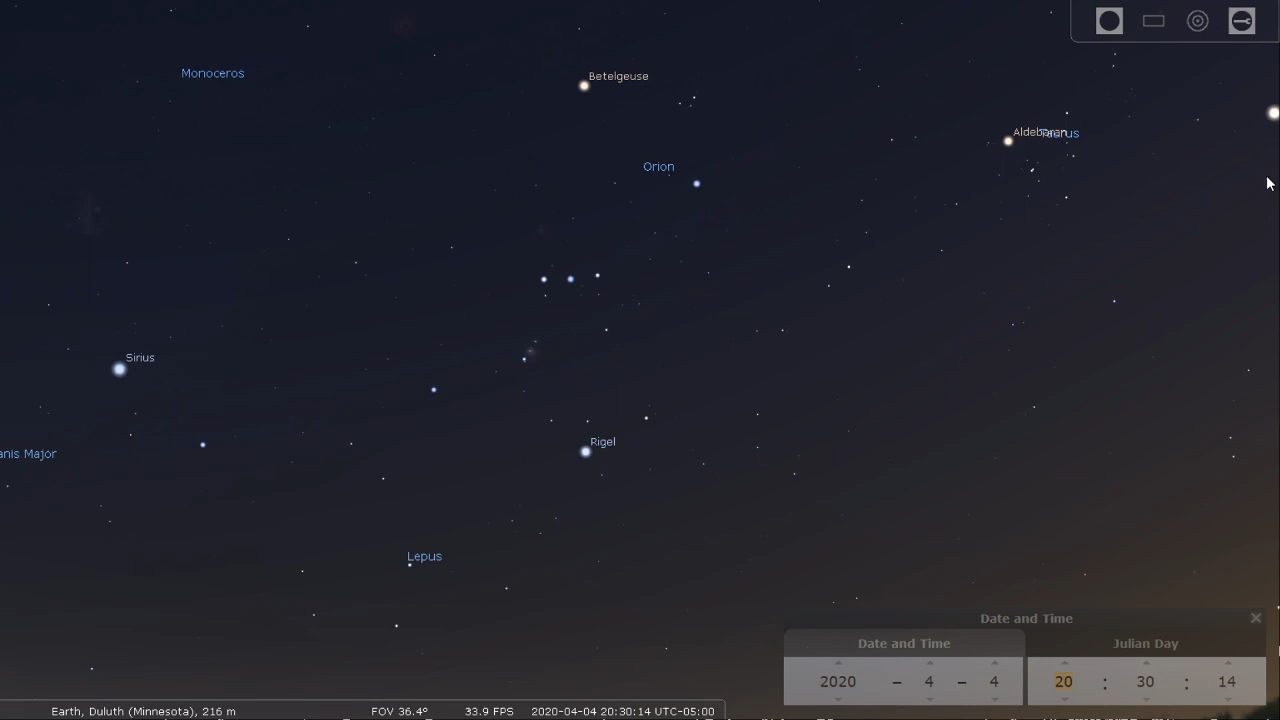 Monoceros
Betelgeuse
Aldebaran
Taurus
Orion
Sirius
Rigel
anis Major
Lepus
Date and Time
Date and Time
Julian Day
2020 - 4 - 4
20 : 30 : 14
Earth, Duluth (Minnesota), 216 m
FOV 36.4°
33.9 FPS
2020-04-04 20:30:14 UTC-05:00